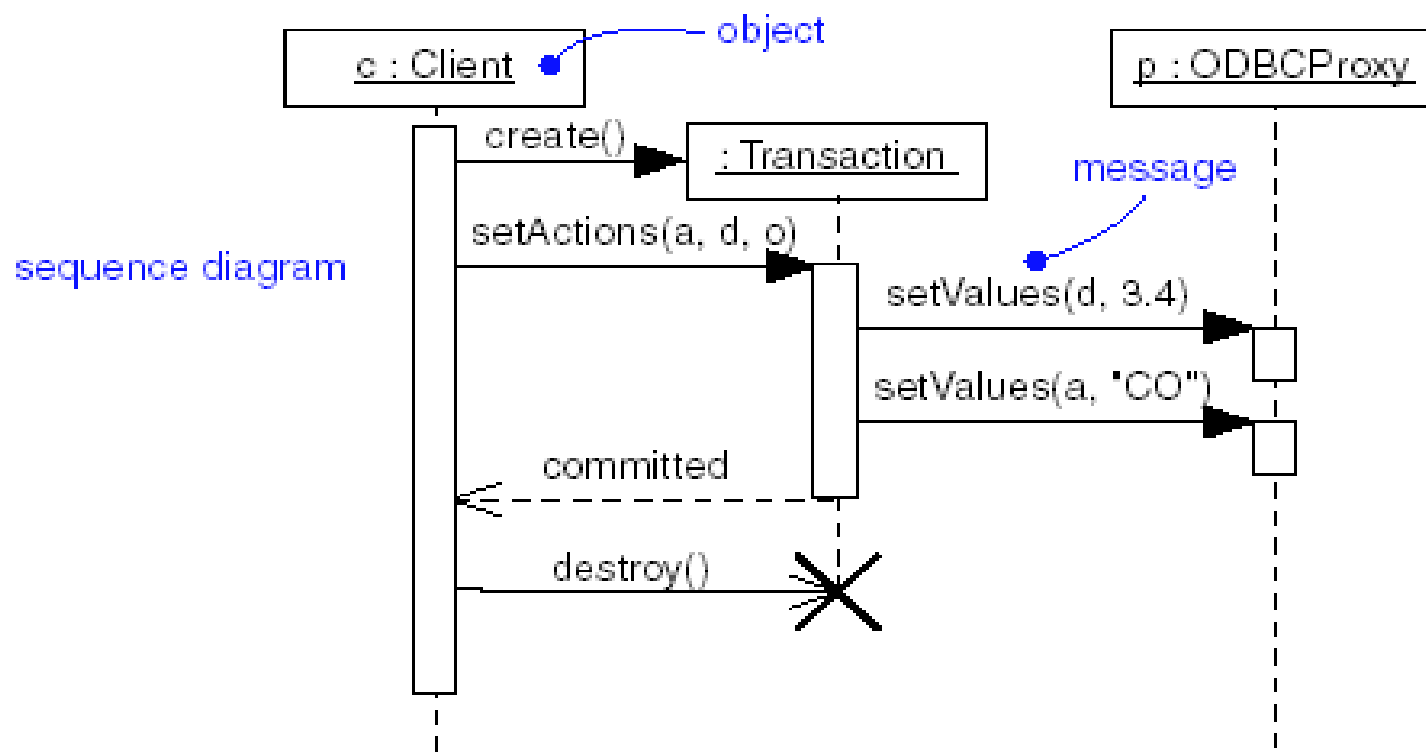 object
c : Client
p : ODBCProxy
create()
: Transaction
message
setActions(a, d, o)
sequence diagram
setValues(d, 3.4)
setValues(a, "CO")
committed
destroy()